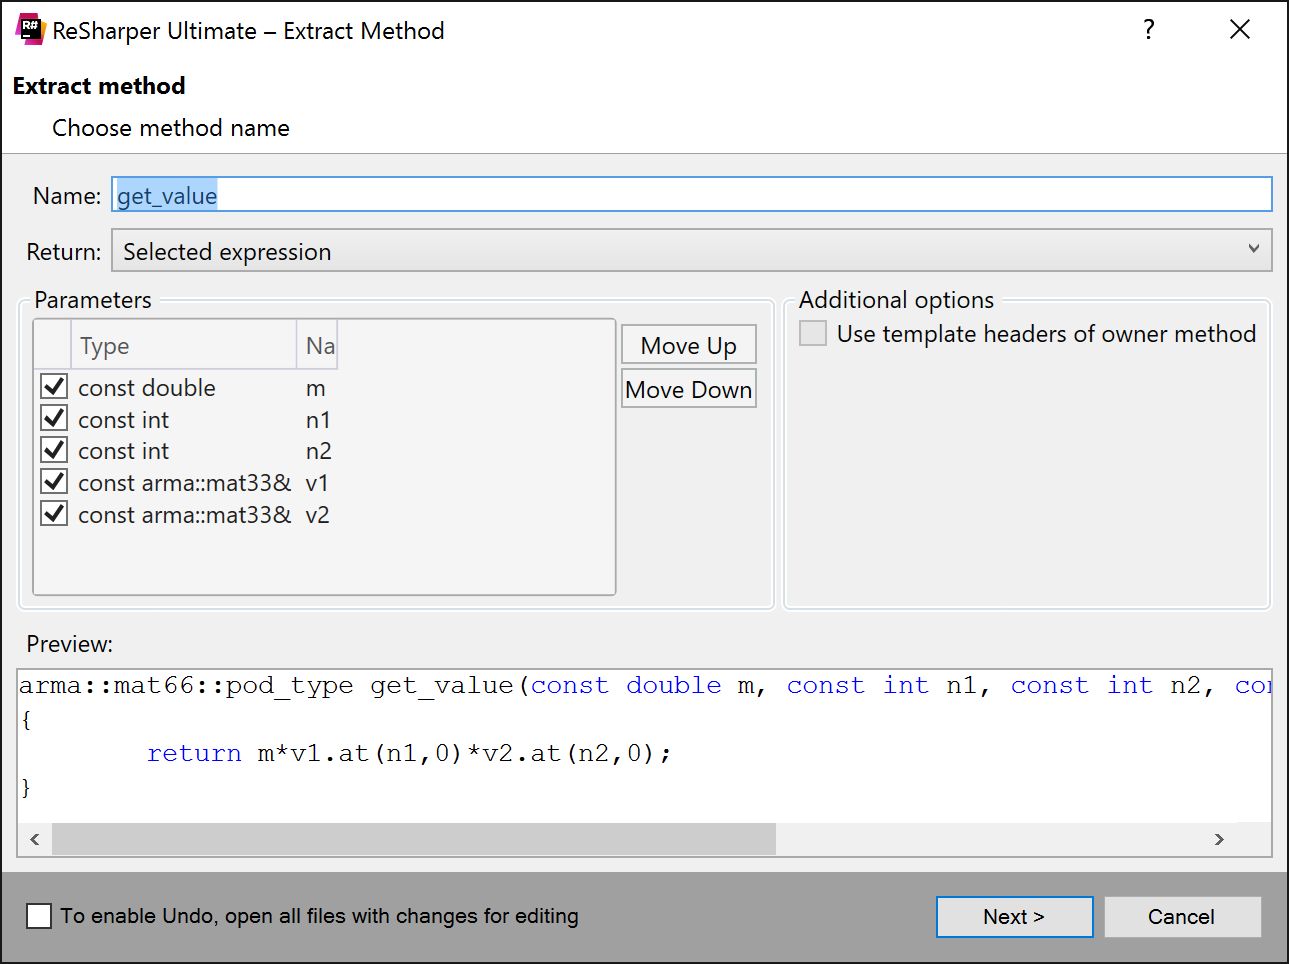 R#
ReSharper Ultimate – Extract Method
?
Extract method
Choose method name
Name: get_value
Return: Selected expression
Parameters
Type Na
const double m
const int n1
const int n2
const arma::mat33& v1
const arma::mat33& v2
Move Up
Move Down
Additional options
Use template headers of owner method
Preview:
arma::mat66::pod_type get_value(const double m, const int n1, const int n2, con
{
return m*v1.at(n1,0)*v2.at(n2,0);
}
To enable Undo, open all files with changes for editing
Next >
Cancel